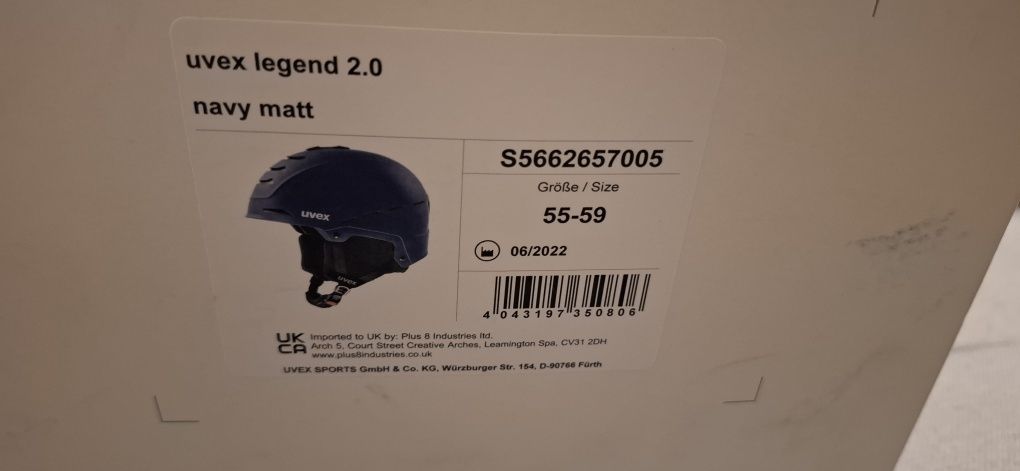 uvex legend 2.0
navy matt
uvex
uvex
S5662657005
Größe / Size
55-59
06/2022
4 043197 350806
UK
CA
Imported to UK by: Plus 8 Industries ltd.
Arch 5, Court Street Creative Arches, Leamington Spa, CV31 2DH
www.plus8industries.co.uk
UVEX SPORTS GmbH & Co. KG, Würzburger Str. 154, D-90766 Fürth